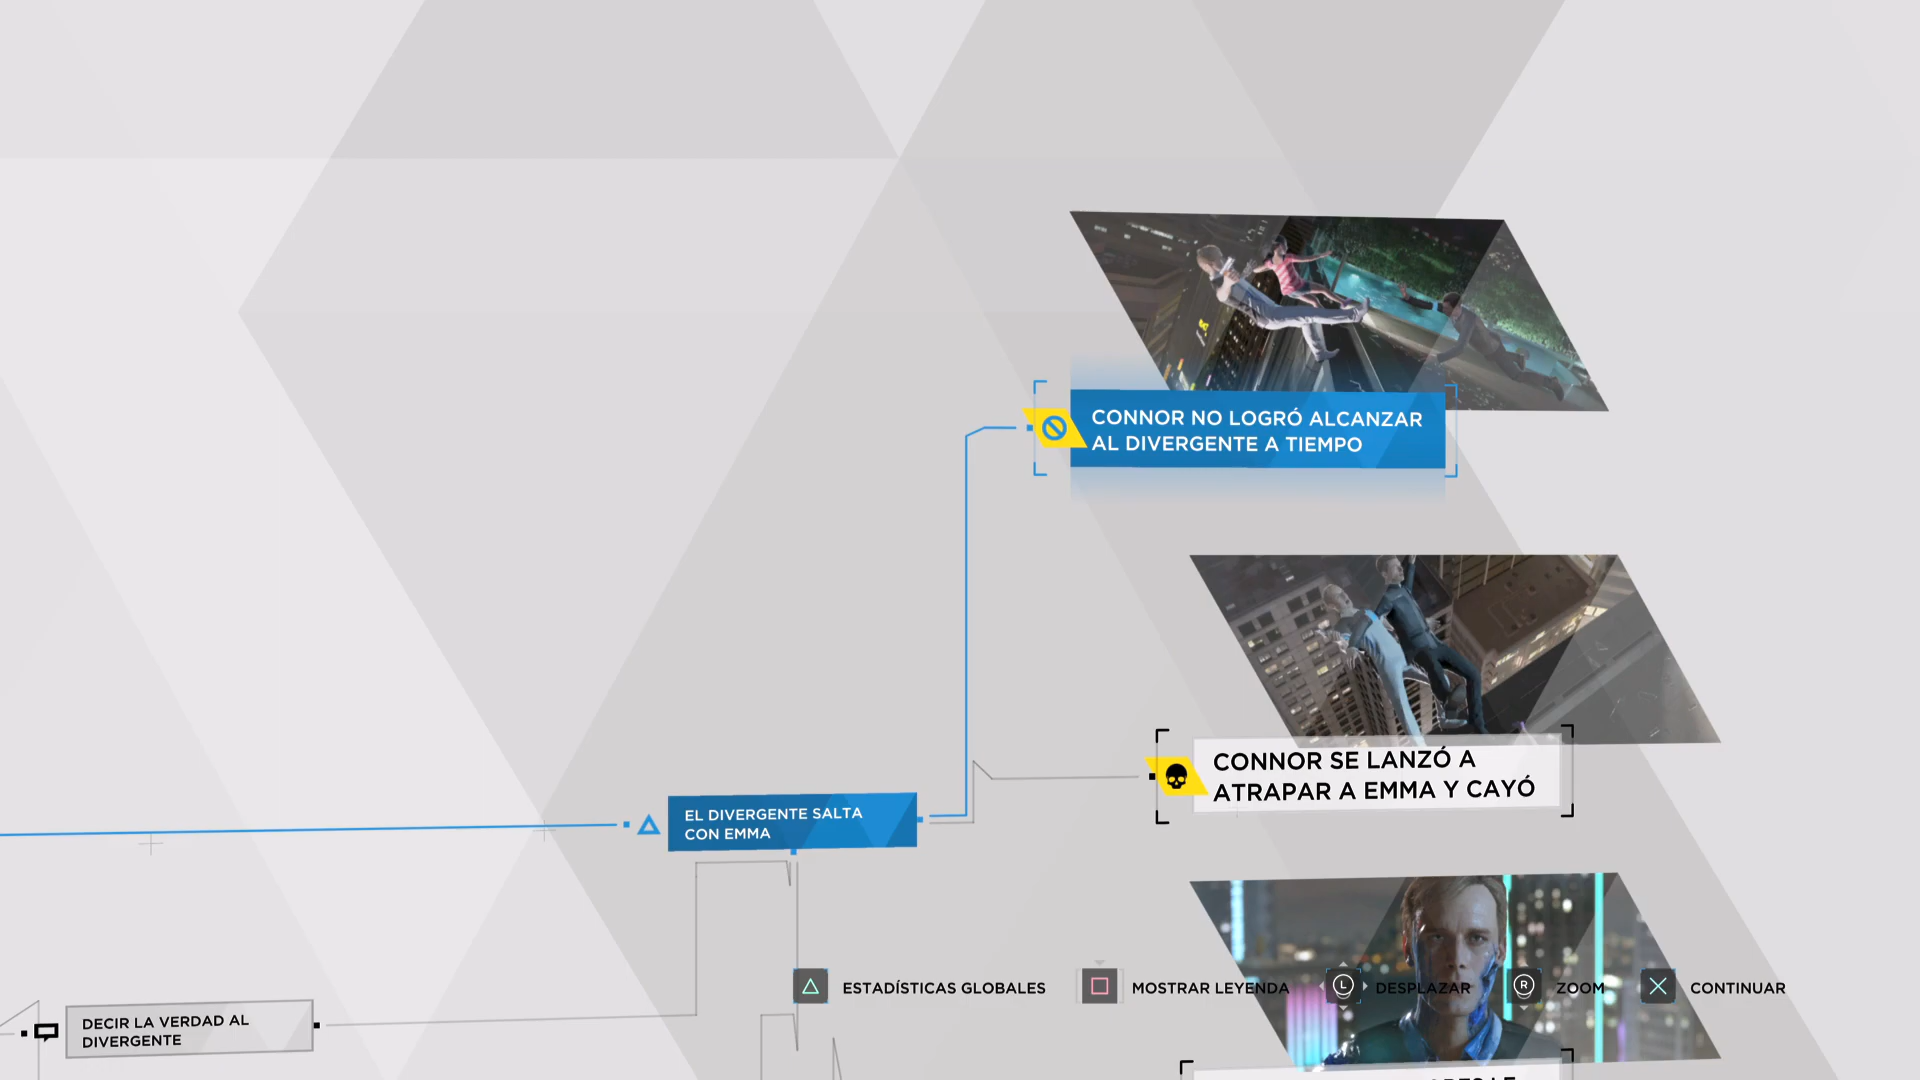 CONNOR NO LOGRÓ ALCANZAR
AL DIVERGENTE A TIEMPO
CONNOR SE LANZÓ A
ATRAPAR A EMMA Y CAYÓ
EL DIVERGENTE SALTA
CON EMMA
ESTADÍSTICAS GLOBALES
MOSTRAR LEYENDA
L
DESPLAZAR
R
ZOOM
CONTINUAR
DECIR LA VERDAD AL
DIVERGENTE